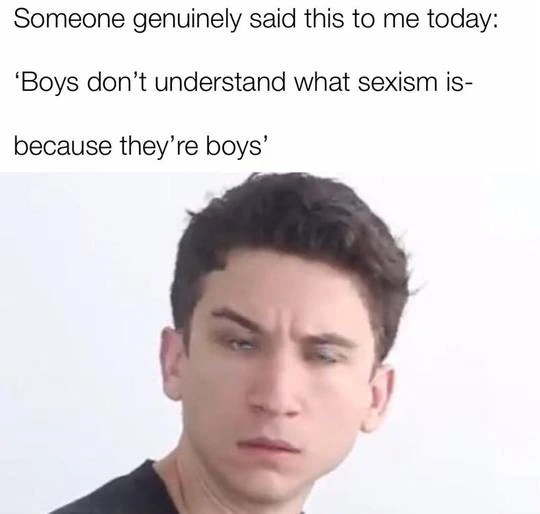 Someone genuinely said this to me today:
‘Boys don’t understand what sexism is-
because they’re boys’